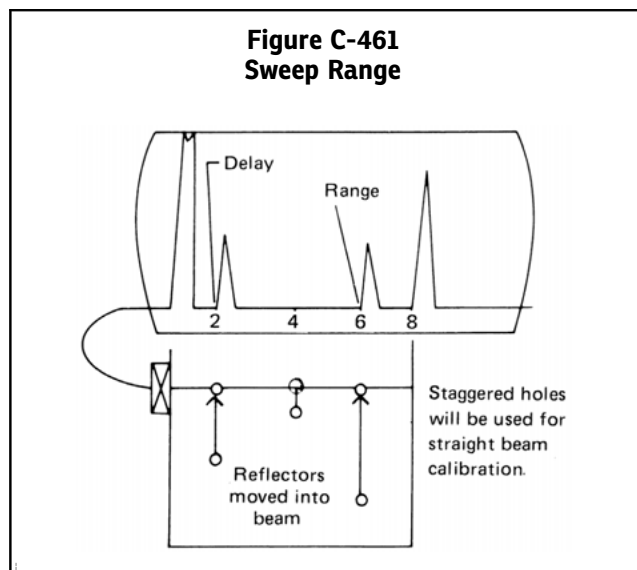 Figure C-461
Sweep Range
Delay
Range
2 4 6 8
Staggered holes
will be used for
straight beam
calibration.
Reflectors
moved into
beam